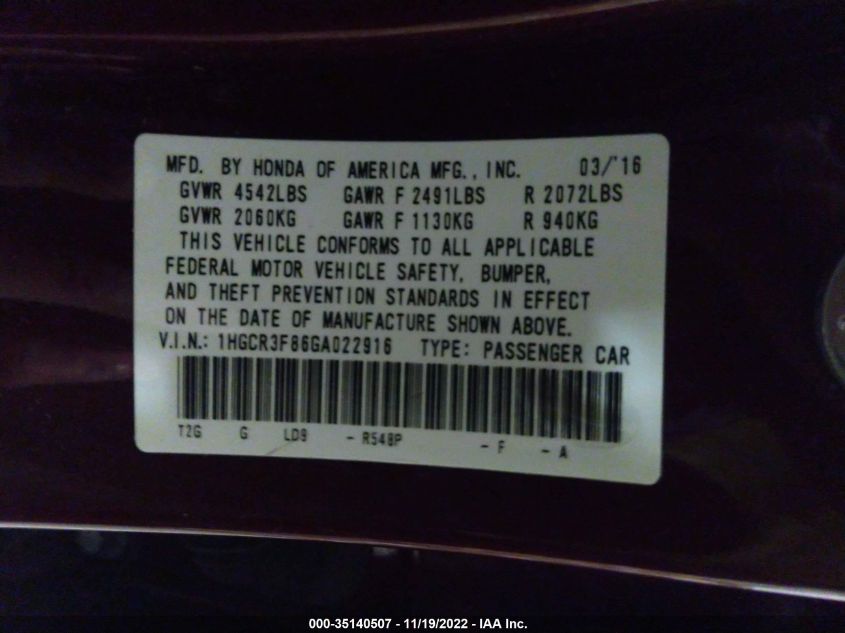 MFD. BY HONDA OF AMERICA MFG., INC. 03/'16
GVWR 4542LBS GAWR F 2491LBS R 2072LBS
GVWR 2060KG GAWR F 1130KG R 940KG
THIS VEHICLE CONFORMS TO ALL APPLICABLE
FEDERAL MOTOR VEHICLE SAFETY, BUMPER,
AND THEFT PREVENTION STANDARDS IN EFFECT
ON THE DATE OF MANUFACTURE SHOWN ABOVE.
V.I.N.: 1HGCR3F86GA022916 TYPE: PASSENGER CAR
T2G G LD9 - R548P - F - A
000-35140507 - 11/19/2022 - IAA Inc.